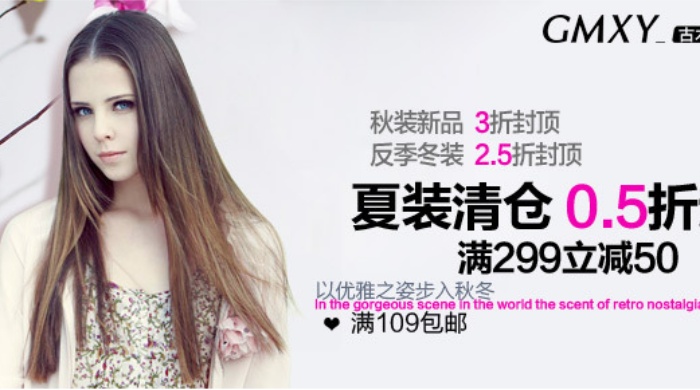 GMXY_
秋装新品 3折封顶
反季冬装 2.5折封顶
夏装清仓 0.5折
满299立减50
以优雅之姿步入秋冬
In the gorgeous scene in the world the scent of retro nostalgia
❤ 满109包邮